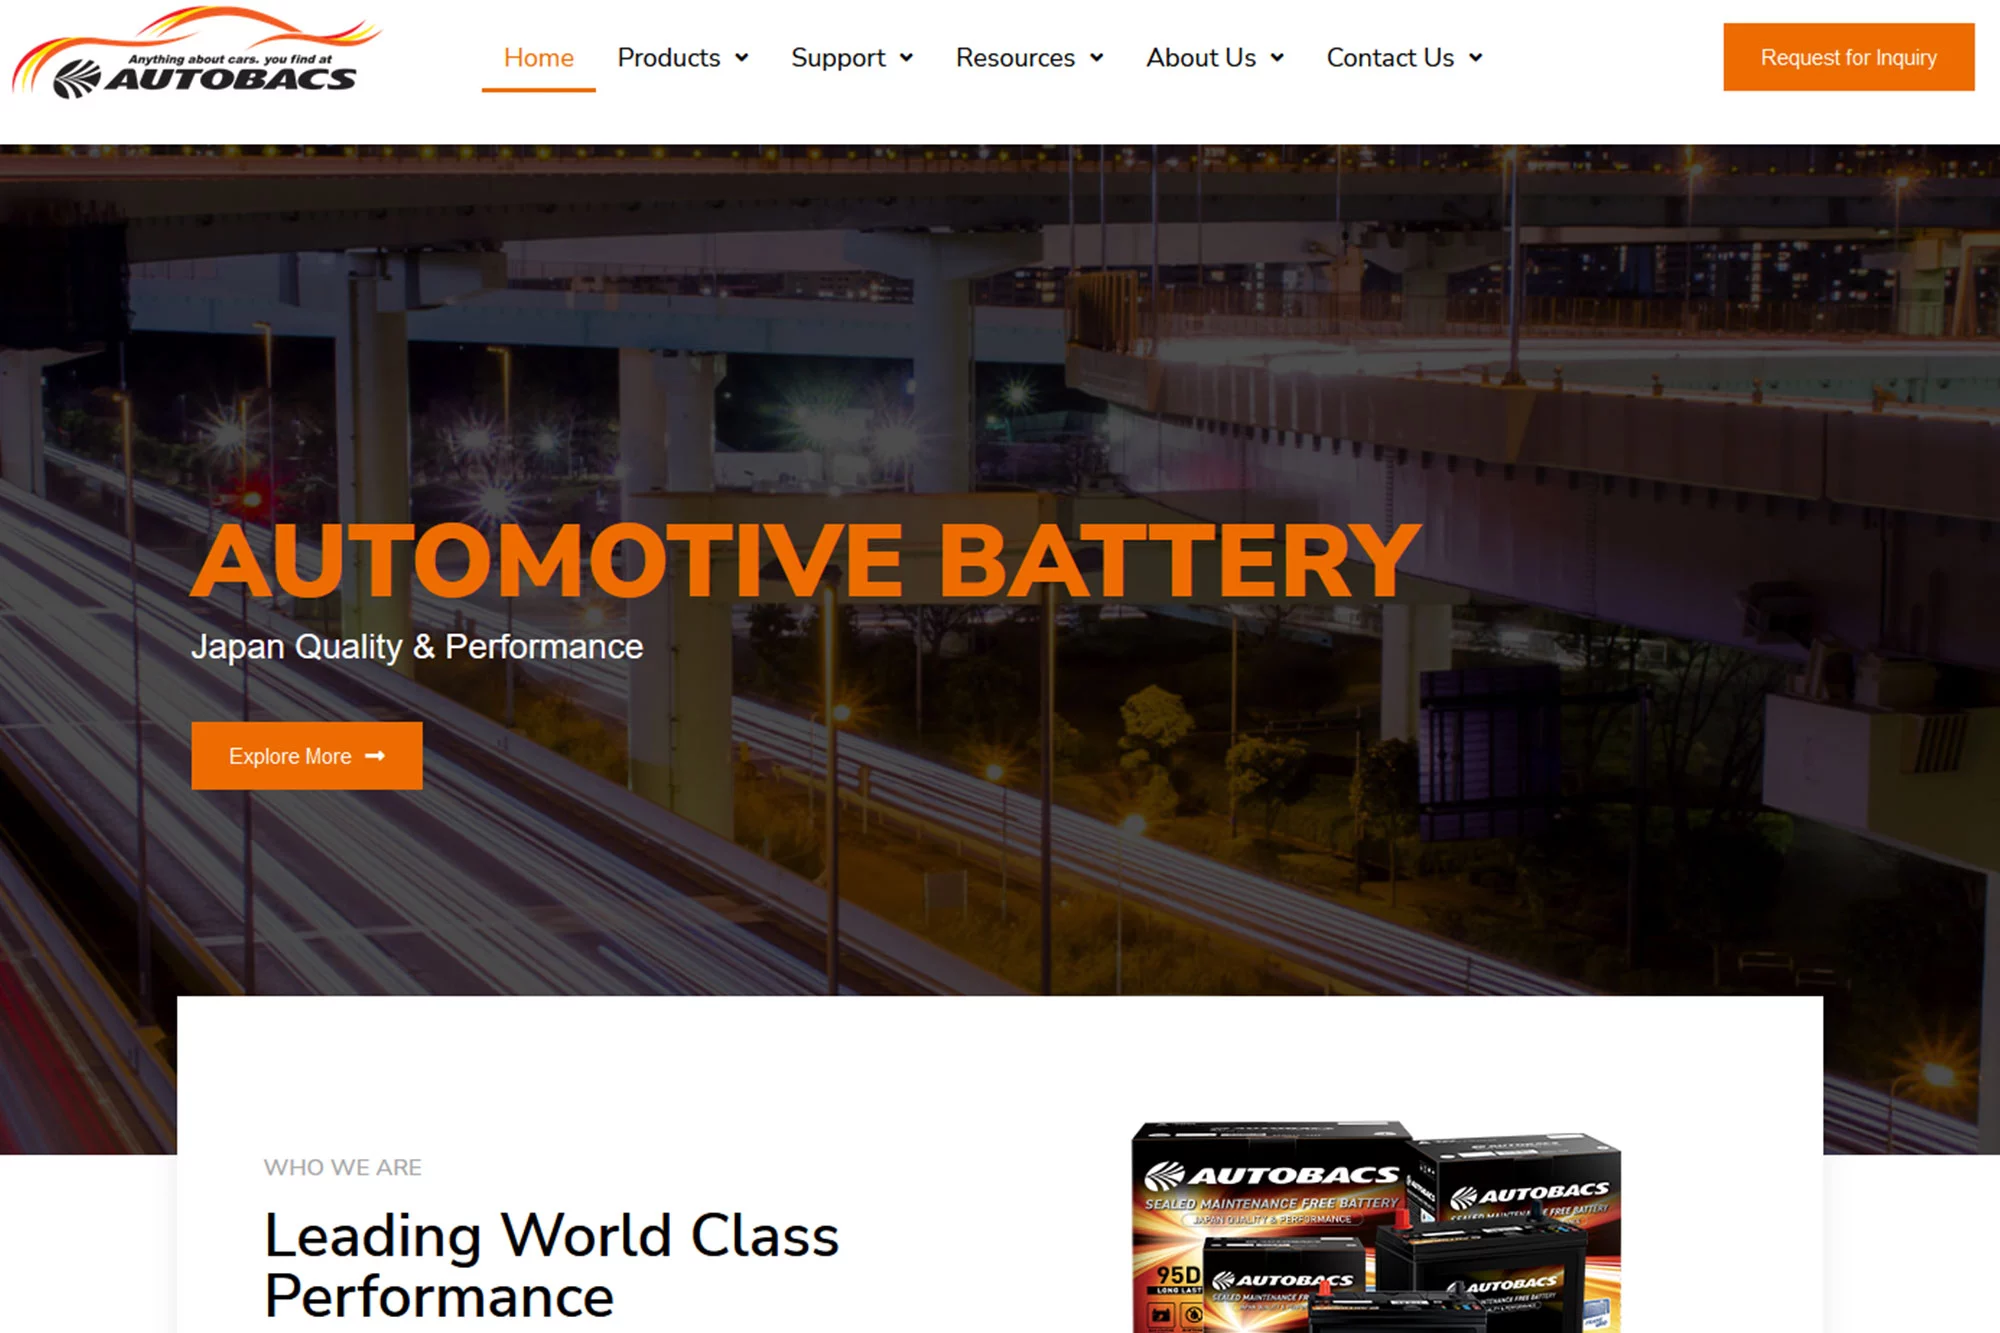 Anything about cars. you find at
AUTOBACS
Home
Products
Support
Resources
About Us
Contact Us
Request for Inquiry
AUTOMOTIVE BATTERY
Japan Quality & Performance
Explore More
WHO WE ARE
Leading World Class
Performance
AUTOBACS
SEALED MAINTENANCE FREE BATTERY
JAPAN QUALITY & PERFORMANCE
AUTOBACS
95D
LONG LAST
AUTOBACS
AUTOBACS